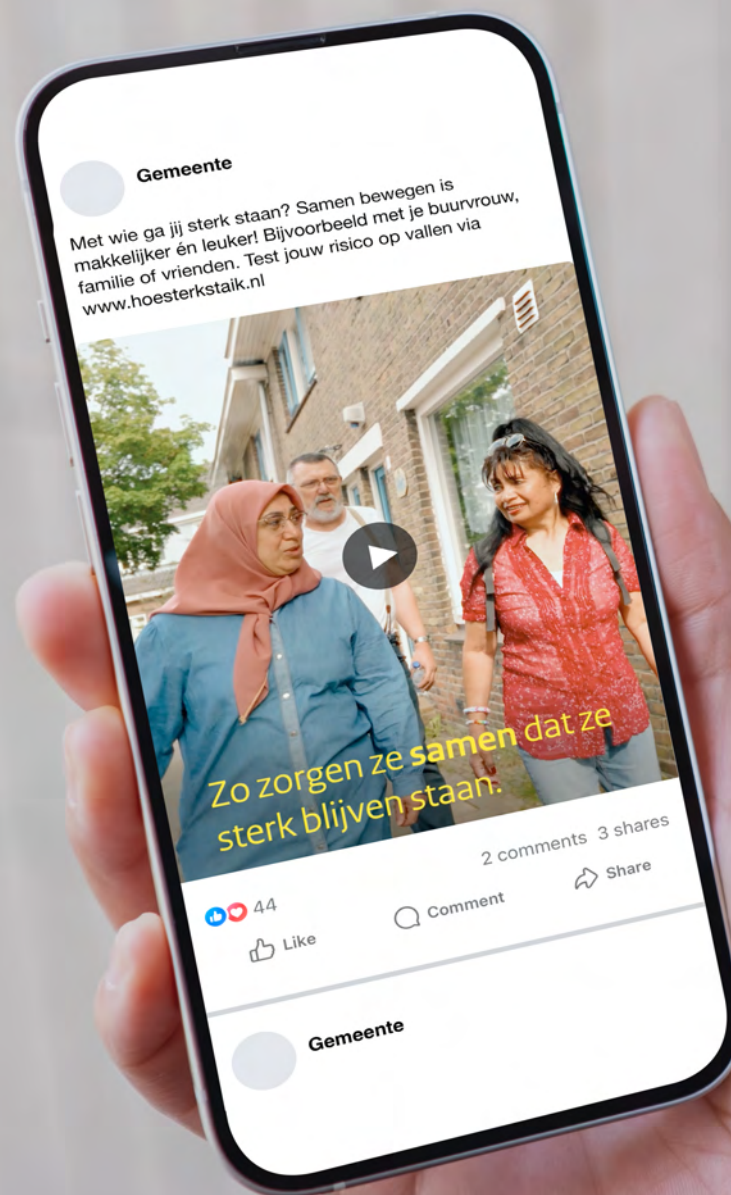 Gemeente
Met wie ga jij sterk staan? Samen bewegen is
makkelijker én leuker! Bijvoorbeeld met je buurvrouw,
familie of vrienden. Test jouw risico op vallen via
www.hoesterkstaik.nl
Zo zorgen ze samen dat ze
sterk blijven staan.
2 comments 3 shares
44
Like
Comment
Share
Gemeente